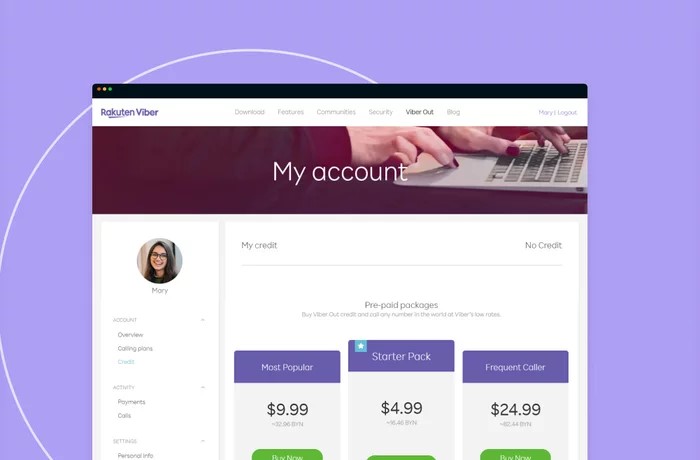 Rakuten Viber
Download Features Communities Security Viber Out Blog
Mary | Logout
My account
Mary
ACCOUNT
Overview
Calling plans
Credit
ACTIVITY
Payments
Calls
SETTINGS
Personal info
My credit No Credit
Pre-paid packages
Buy Viber Out credit and call any number in the world at Viber's low rates.
Most Popular
$9.99
≈32.96 BYN
Buy Now
Starter Pack
$4.99
≈16.46 BYN
Frequent Caller
$24.99
≈82.44 BYN
Buy Now